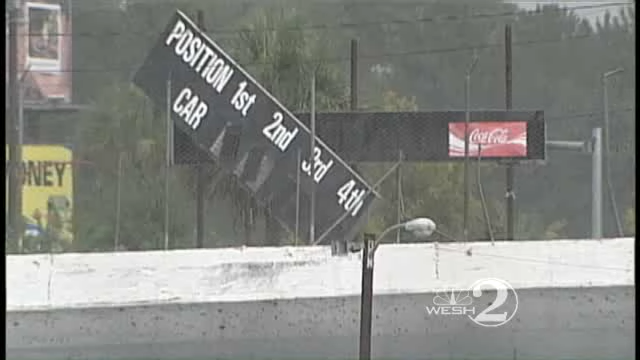 POSITION 1st 2nd 3rd 4th
CAR
Coca-Cola
ONEY
WESH 2